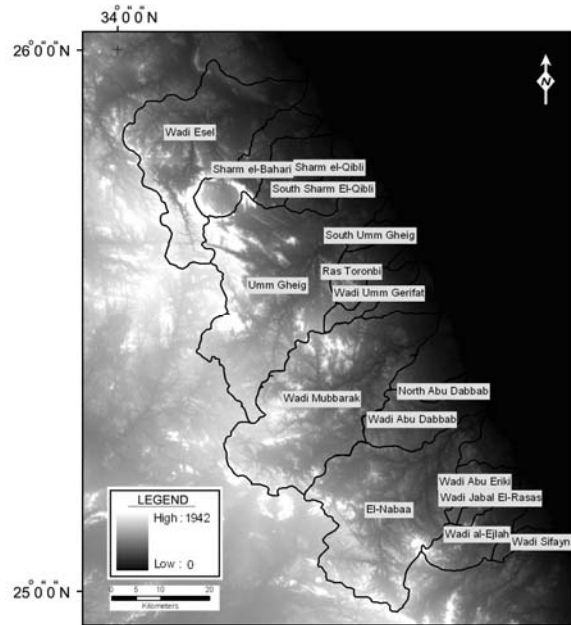 34°0'0"N
26°0'0"N
N
Wadi Esel
Sharm el-Bahari
Sharm el-Qibli
South Sharm El-Qibli
South Umm Gheig
Ras Toronbi
Umm Gheig
Wadi Umm Gerifat
North Abu Dabbab
Wadi Mubbarak
Wadi Abu Dabbab
Wadi Abu Eriki
Wadi Jabal El-Rasas
El-Nabaa
Wadi al-Ejlah
Wadi Sifayn
LEGEND
High : 1942
Low : 0
0 5 10 20
Kilometers
25°0'0"N